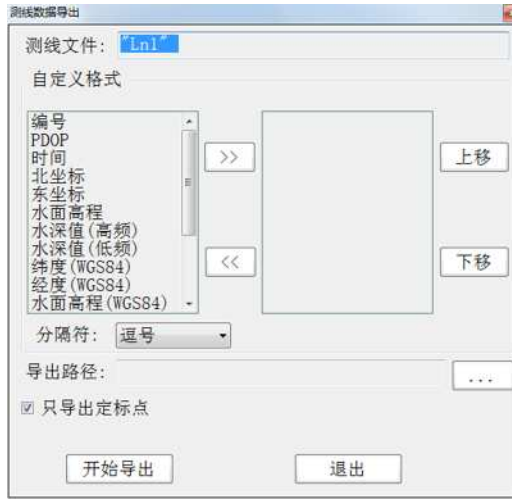 测线数据导出
测线文件: "Ln1"
自定义格式
编号
PDOP
时间
北坐标
东坐标
水面高程
水深值(高频)
水深值(低频)
纬度(WGS84)
经度(WGS84)
水面高程(WGS84)
>>
<<
上移
下移
分隔符: 逗号
导出路径:
...
只导出定标点
开始导出 退出